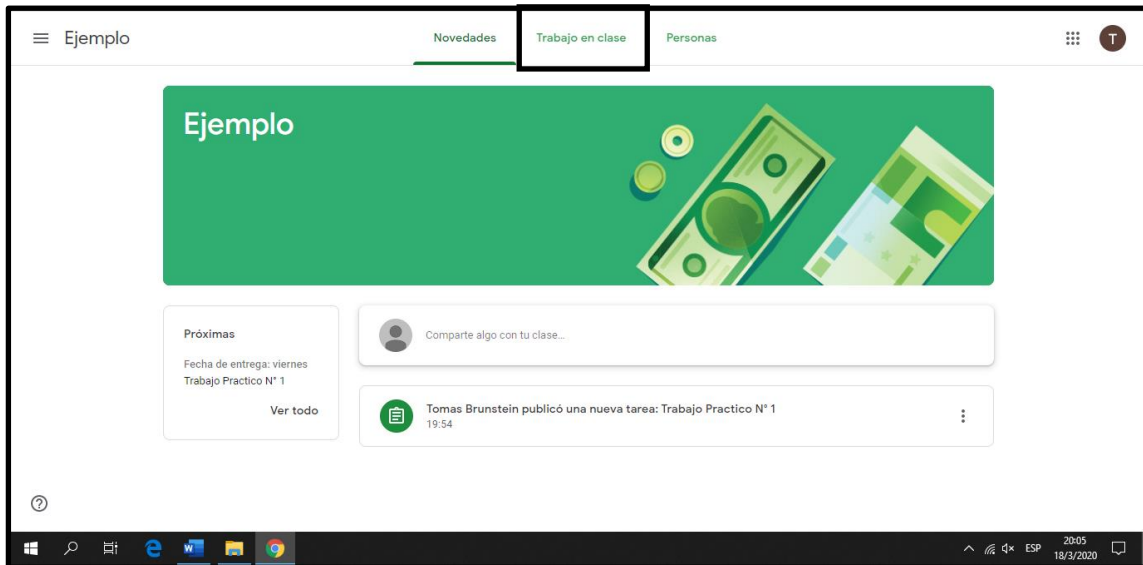 Ejemplo
Novedades
Trabajo en clase
Personas
T
Ejemplo
Próximas
Fecha de entrega: viernes
Trabajo Practico N° 1
Ver todo
Comparte algo con tu clase...
Tomas Brunstein publicó una nueva tarea: Trabajo Practico N° 1
19:54
ESP
20:05
18/3/2020